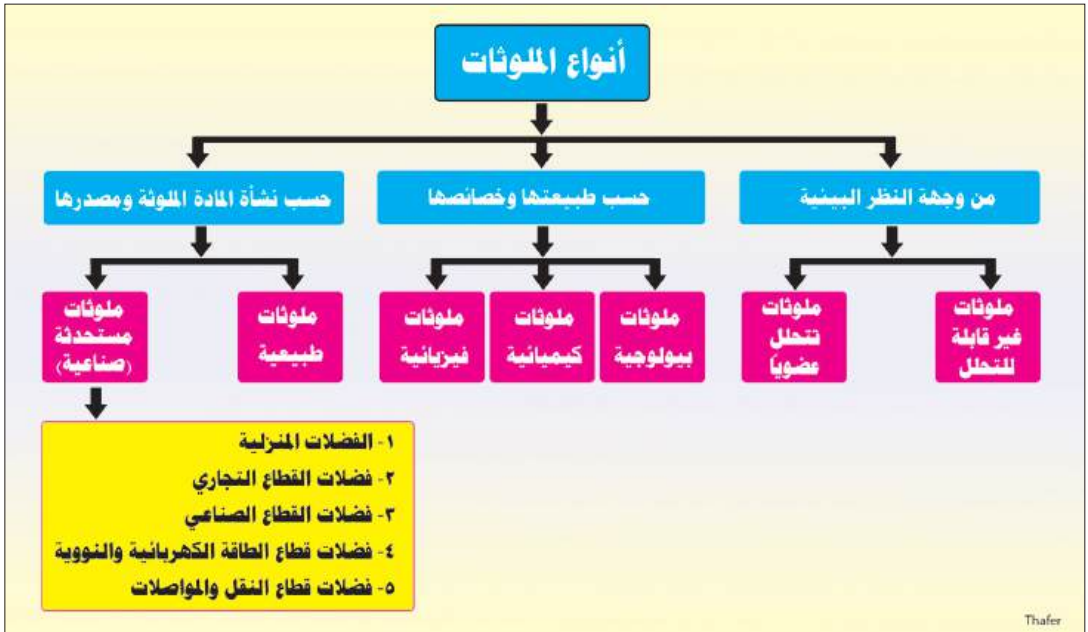 أنواع الملوثات
من وجهة النظر البيئية
حسب طبيعتها وخصائصها
حسب نشأة المادة الملوثة ومصدرها
ملوثات
غير قابلة
للتحلل
ملوثات
تتحلل
عضوياً
ملوثات
بيولوجية
ملوثات
كيميائية
ملوثات
فيزيائية
ملوثات
طبيعية
ملوثات
مستحدثة
(صناعية)
١- الفضلات المنزلية
٢- فضلات القطاع التجاري
٣- فضلات القطاع الصناعي
٤- فضلات قطاع الطاقة الكهربائية والنووية
٥- فضلات قطاع النقل والمواصلات
Thafer